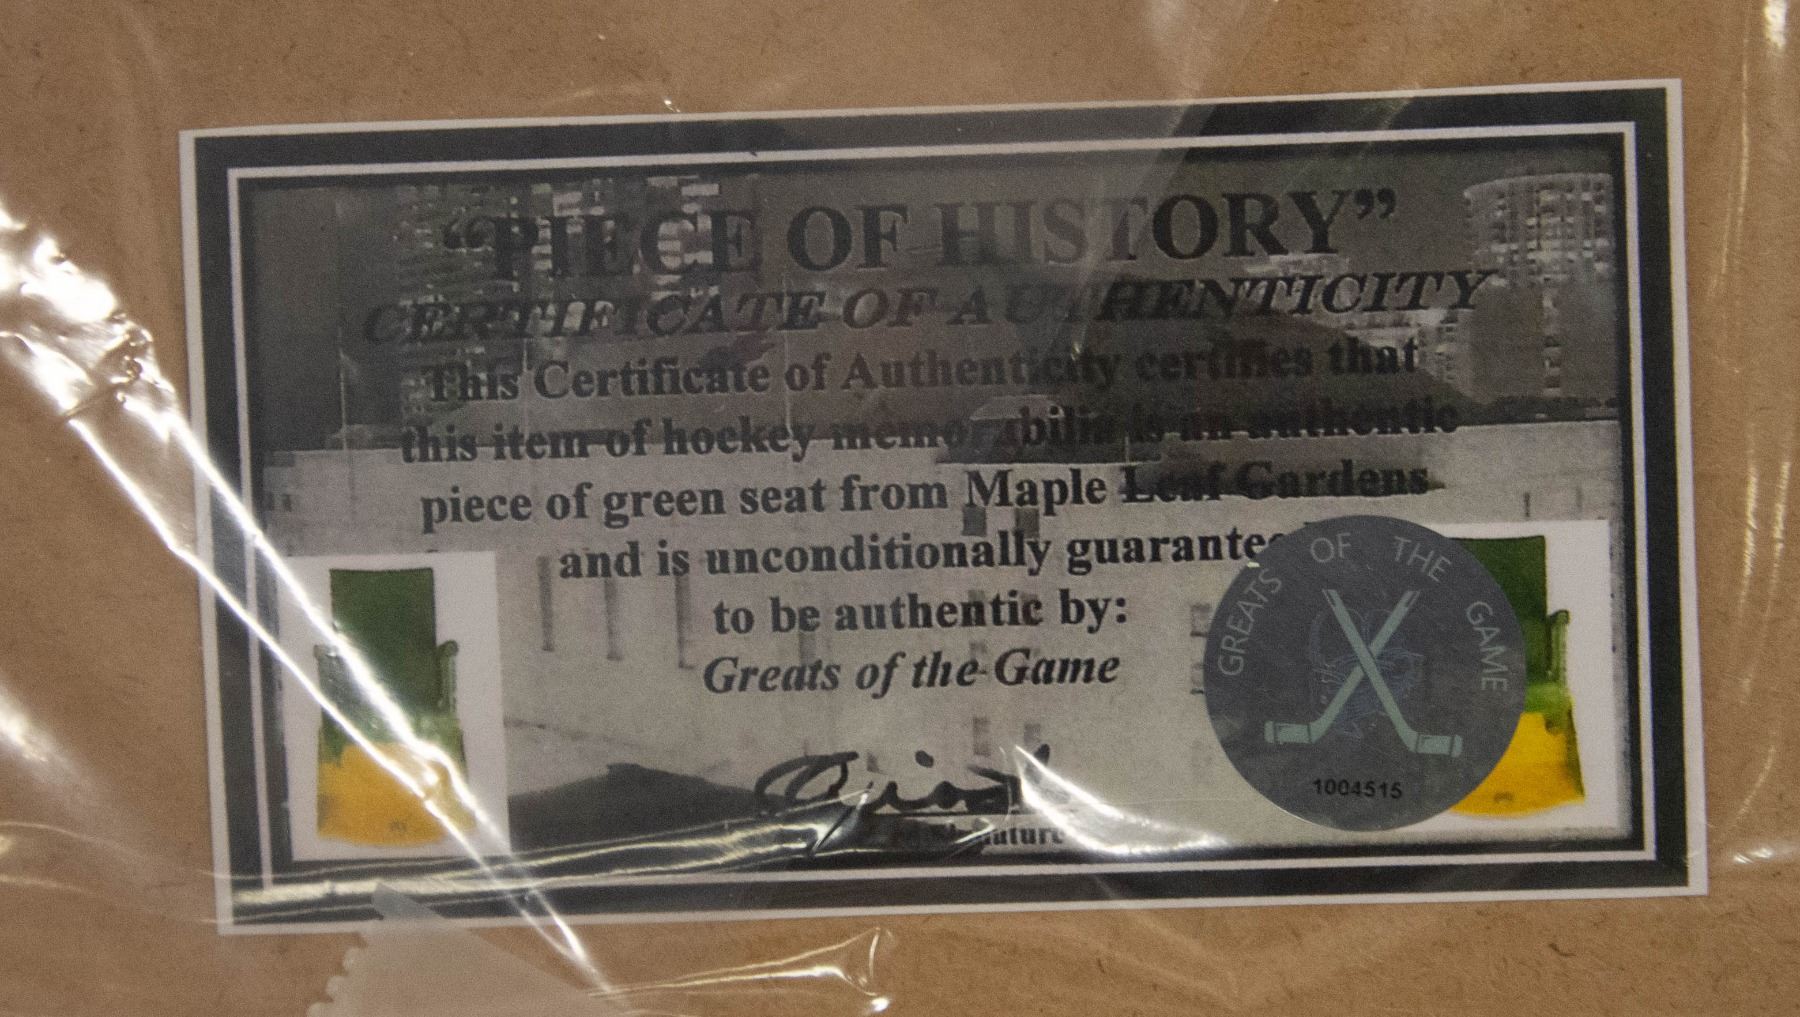 “PIECE OF HISTORY”
CERTIFICATE OF AUTHENTICITY
This Certificate of Authenticity certifies that
this item of hockey memorabilia is an authentic
piece of green seat from Maple Leaf Gardens
and is unconditionally guarantee
to be authentic by:
Greats of the Game
GREATS OF THE GAME
1004515